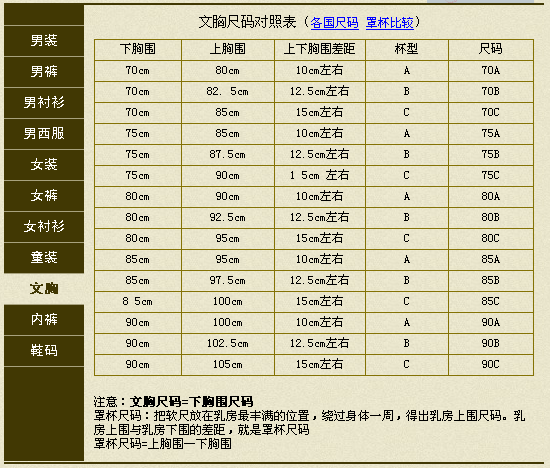 男装
男裤
男衬衫
男西服
女装
女裤
女衬衫
童装
文胸
内裤
鞋码
文胸尺码对照表（各国尺码 罩杯比较）
下胸围 上胸围 上下胸围差距 杯型 尺码
70cm 80cm 10cm左右 A 70A
70cm 82. 5cm 12.5cm左右 B 70B
70cm 85cm 15cm左右 C 70C
75cm 85cm 10cm左右 A 75A
75cm 87.5cm 12.5cm左右 B 75B
75cm 90cm 1 5cm 左右 C 75C
80cm 90cm 10cm左右 A 80A
80cm 92.5cm 12.5cm左右 B 80B
80cm 95cm 15cm左右 C 80C
85cm 95cm 10cm左右 A 85A
85cm 97.5cm 12.5cm左右 B 85B
8 5cm 100cm 15cm左右 C 85C
90cm 100cm 10cm左右 A 90A
90cm 102.5cm 12.5cm左右 B 90B
90cm 105cm 15cm左右 C 90C
注意：文胸尺码=下胸围尺码
罩杯尺码：把软尺放在乳房最丰满的位置，绕过身体一周，得出乳房上围尺码。乳
房上围与乳房下围的差距，就是罩杯尺码
罩杯尺码=上胸围一下胸围